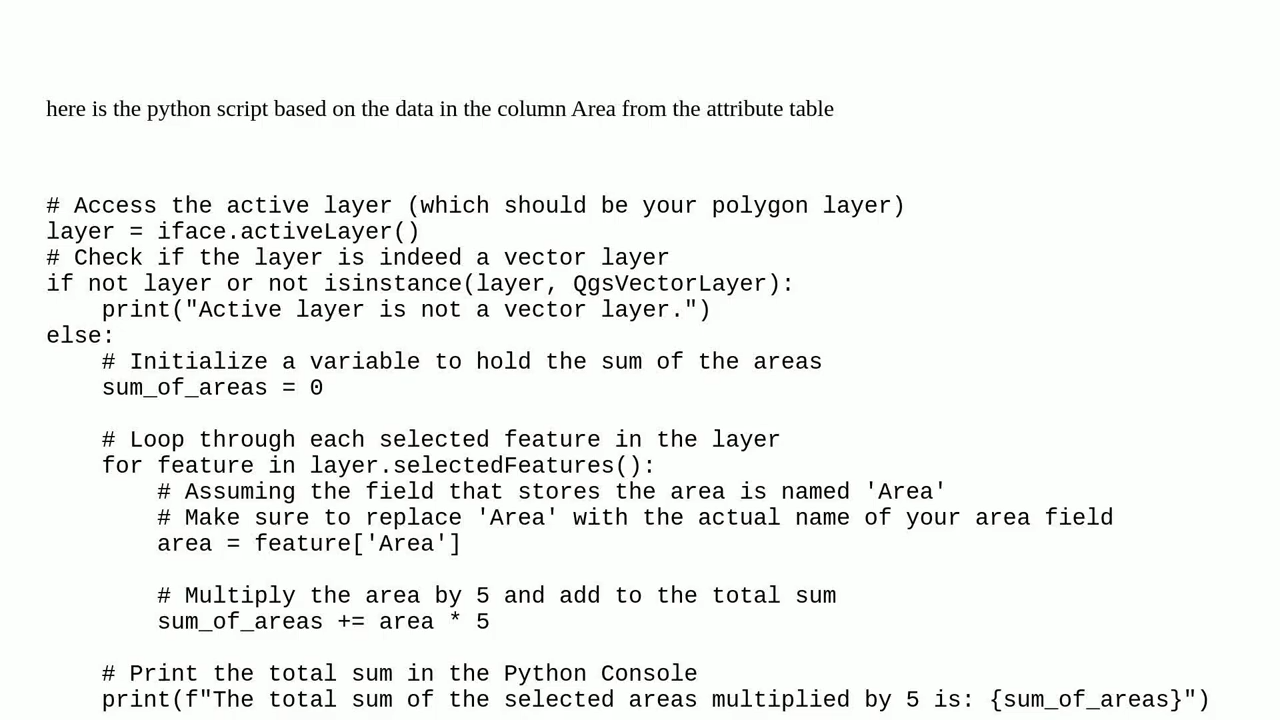 here is the python script based on the data in the column Area from the attribute table
# Access the active layer (which should be your polygon layer)
layer = iface.activeLayer()
# Check if the layer is indeed a vector layer
if not layer or not isinstance(layer, QgsVectorLayer):
    print("Active layer is not a vector layer.")
else:
    # Initialize a variable to hold the sum of the areas
    sum_of_areas = 0
    # Loop through each selected feature in the layer
    for feature in layer.selectedFeatures():
        # Assuming the field that stores the area is named 'Area'
        # Make sure to replace 'Area' with the actual name of your area field
        area = feature['Area']
        # Multiply the area by 5 and add to the total sum
        sum_of_areas += area * 5
    # Print the total sum in the Python Console
    print(f"The total sum of the selected areas multiplied by 5 is: {sum_of_areas}")